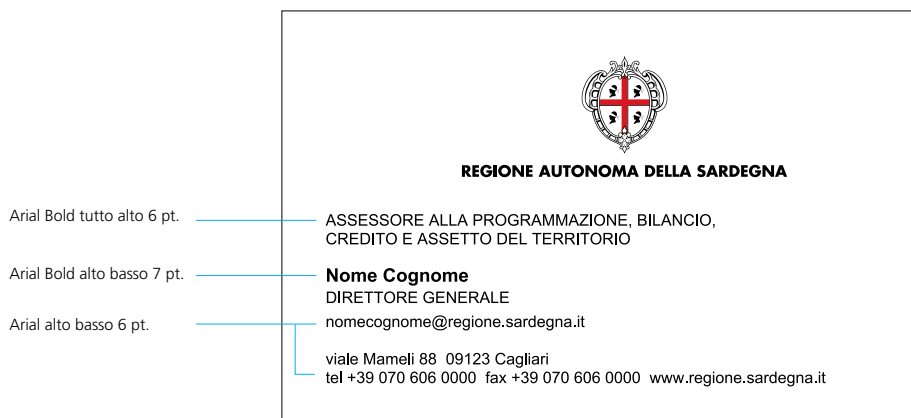 REGIONE AUTONOMA DELLA SARDEGNA
Arial Bold tutto alto 6 pt.
ASSESSORE ALLA PROGRAMMAZIONE, BILANCIO,
CREDITO E ASSETTO DEL TERRITORIO
Arial Bold alto basso 7 pt.
Nome Cognome
DIRETTORE GENERALE
Arial alto basso 6 pt.
nomecognome@regione.sardegna.it
viale Mameli 88 09123 Cagliari
tel +39 070 606 0000 fax +39 070 606 0000 www.regione.sardegna.it